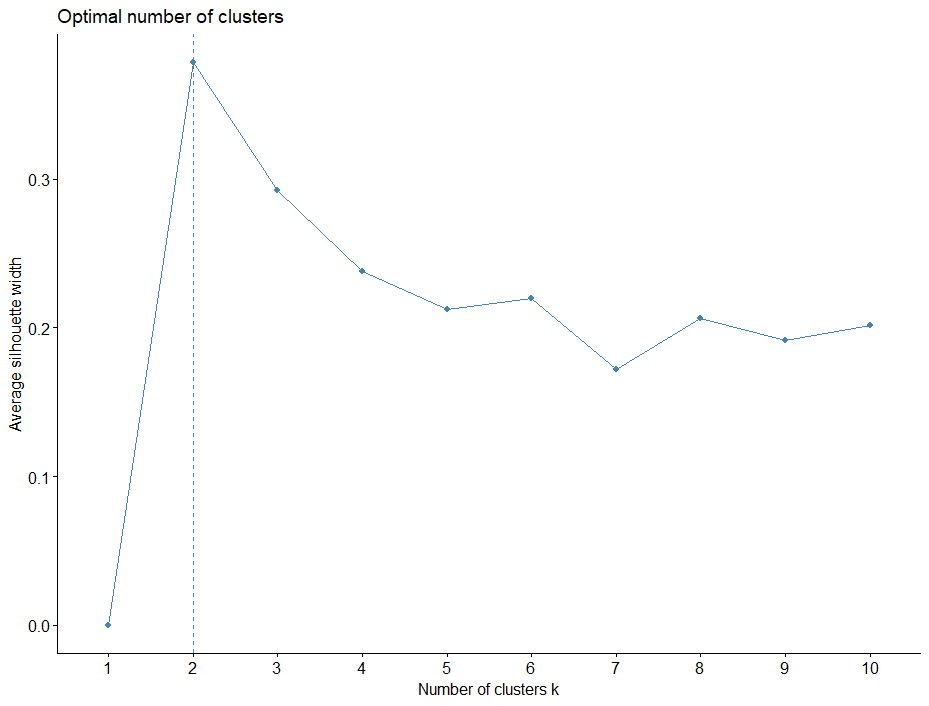 Optimal number of clusters
Average silhouette width
0.3
0.2
0.1
0.0
1 2 3 4 5 6 7 8 9 10
Number of clusters k